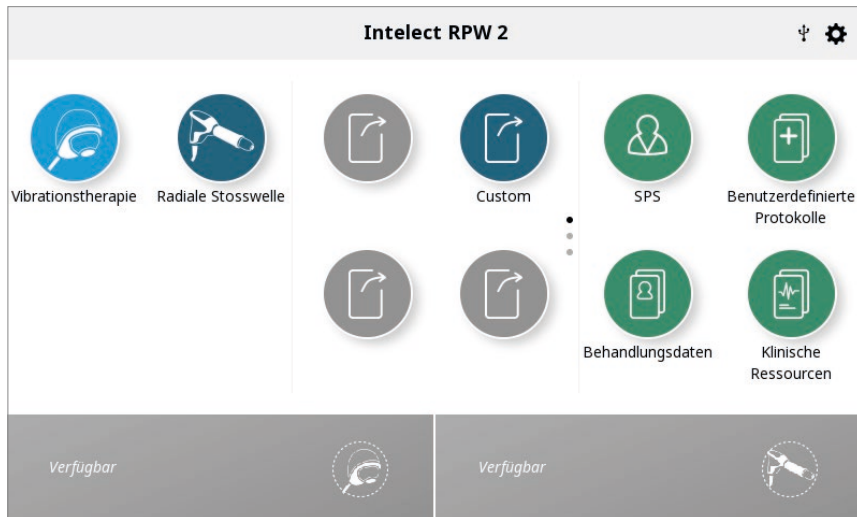 Intelect RPW 2
Vibrationstherapie
Radiale Stosswelle
Custom
SPS
Benutzerdefinierte
Protokolle
Behandlungsdaten
Klinische
Ressourcen
Verfügbar
Verfügbar